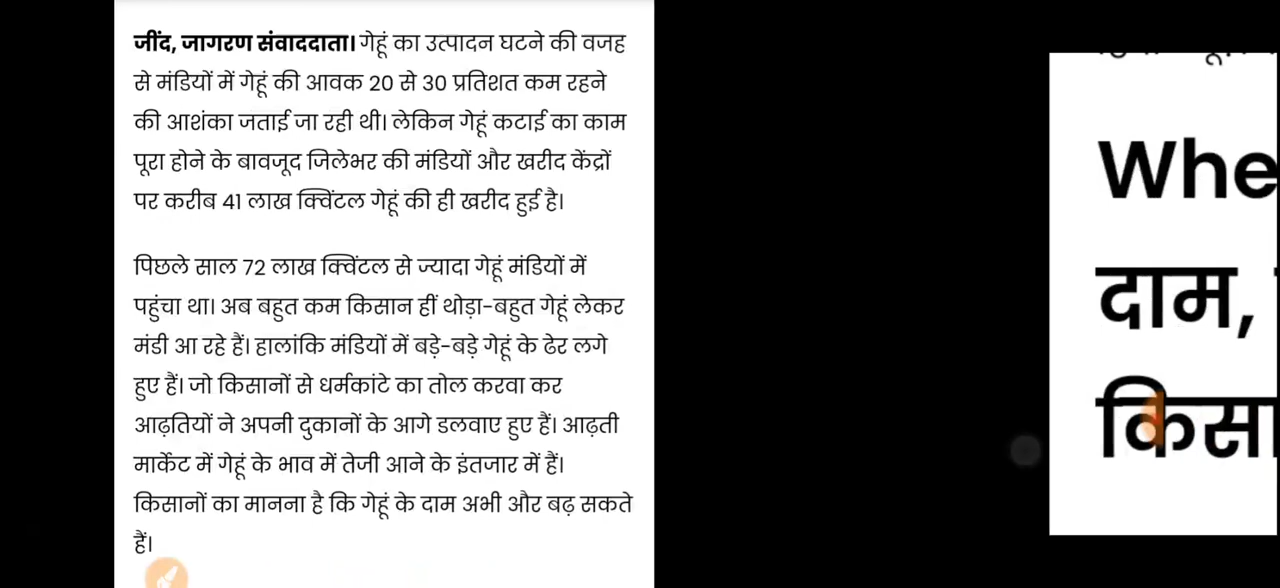 जींद, जागरण संवाददाता। गेहूं का उत्पादन घटने की वजह
से मंडियों में गेहूं की आवक 20 से 30 प्रतिशत कम रहने
की आशंका जताई जा रही थी। लेकिन गेहूं कटाई का काम
पूरा होने के बावजूद जिलेभर की मंडियों और खरीद केंद्रों
पर करीब 41 लाख क्विंटल गेहूं की ही खरीद हुई है।
पिछले साल 72 लाख क्विंटल से ज्यादा गेहूं मंडियों में
पहुंचा था। अब बहुत कम किसान हीं थोड़ा-बहुत गेहूं लेकर
मंडी आ रहे हैं। हालांकि मंडियों में बड़े-बड़े गेहूं के ढेर लगे
हुए हैं। जो किसानों से धर्मकांटे का तोल करवा कर
आढ़तियों ने अपनी दुकानों के आगे डलवाए हुए हैं। आढ़ती
मार्केट में गेहूं के भाव में तेजी आने के इंतजार में हैं।
किसानों का मानना है कि गेहूं के दाम अभी और बढ़ सकते
हैं।
Whe
दाम,
किसा